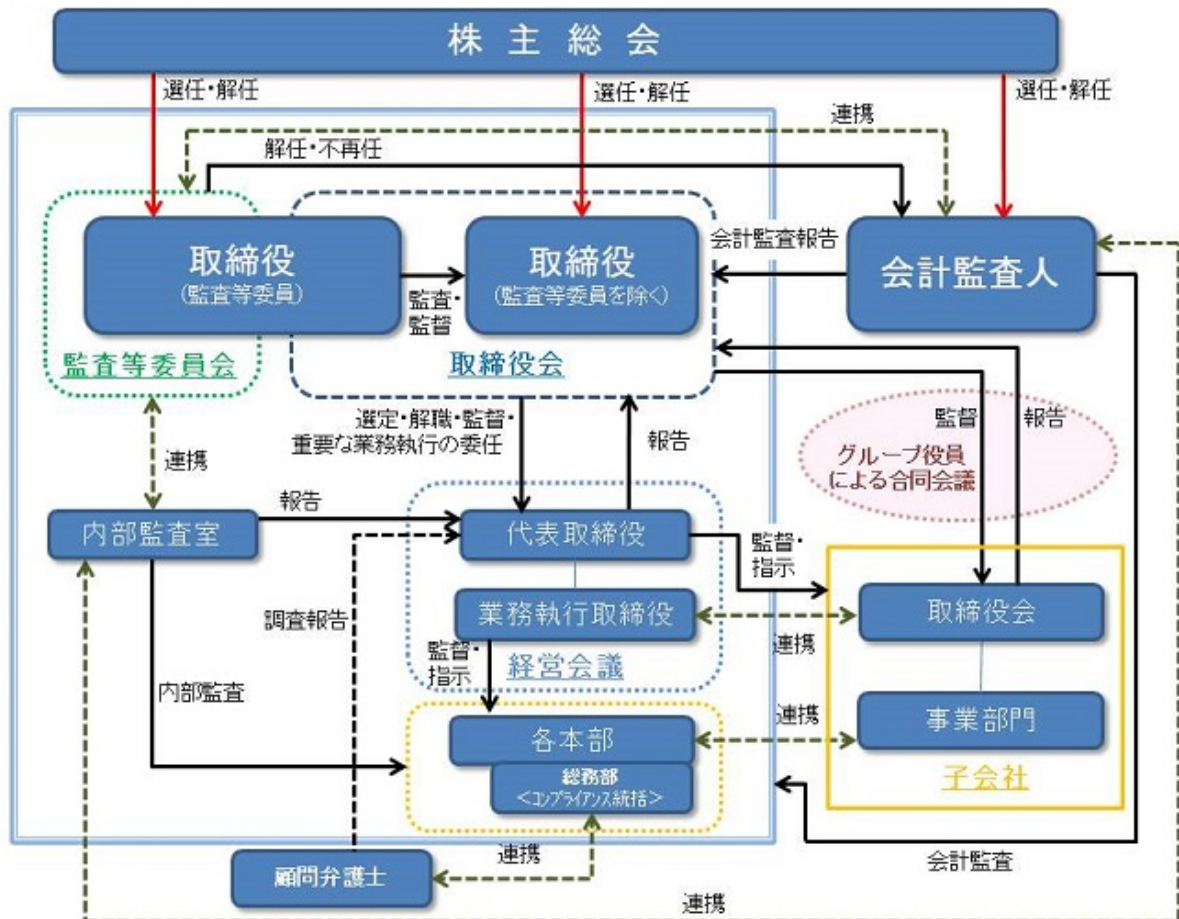 株主総会
選任・解任
選任・解任
選任・解任
連携
解任・不再任
取締役
(監査等委員)
取締役
(監査等委員を除く)
会計監査報告
会計監査人
監査・
監督
監査等委員会
取締役会
選定・解職・監督・
重要な業務執行の委任
報告
監督
報告
グループ役員
による合同会議
連携
内部監査室
報告
代表取締役
監督・
指示
調査報告
業務執行取締役
取締役会
連携
監督・
指示
経営会議
内部監査
各本部
連携
事業部門
総務部
<コンプライアンス統括>
子会社
顧問弁護士
連携
会計監査
連携